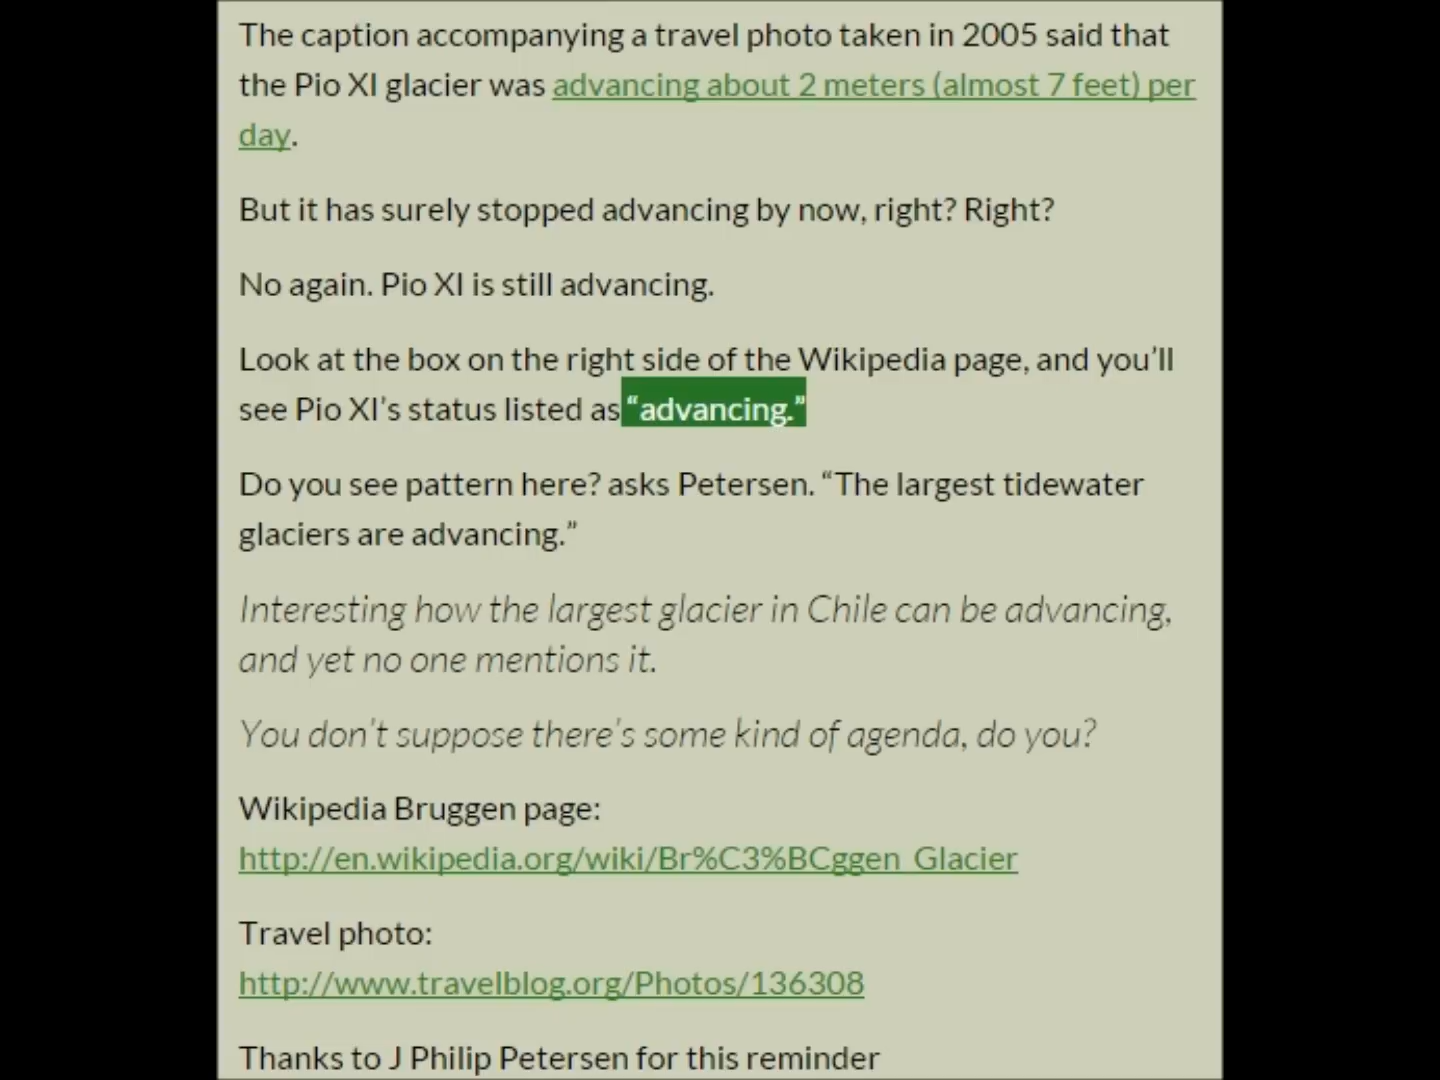 The caption accompanying a travel photo taken in 2005 said that
the Pio XI glacier was advancing about 2 meters (almost 7 feet) per
day.
But it has surely stopped advancing by now, right? Right?
No again. Pio XI is still advancing.
Look at the box on the right side of the Wikipedia page, and you’ll
see Pio XI’s status listed as “advancing.”
Do you see pattern here? asks Petersen. “The largest tidewater
glaciers are advancing.”
Interesting how the largest glacier in Chile can be advancing,
and yet no one mentions it.
You don’t suppose there’s some kind of agenda, do you?
Wikipedia Bruggen page:
http://en.wikipedia.org/wiki/Br%C3%BCggen_Glacier
Travel photo:
http://www.travelblog.org/Photos/136308
Thanks to J Philip Petersen for this reminder